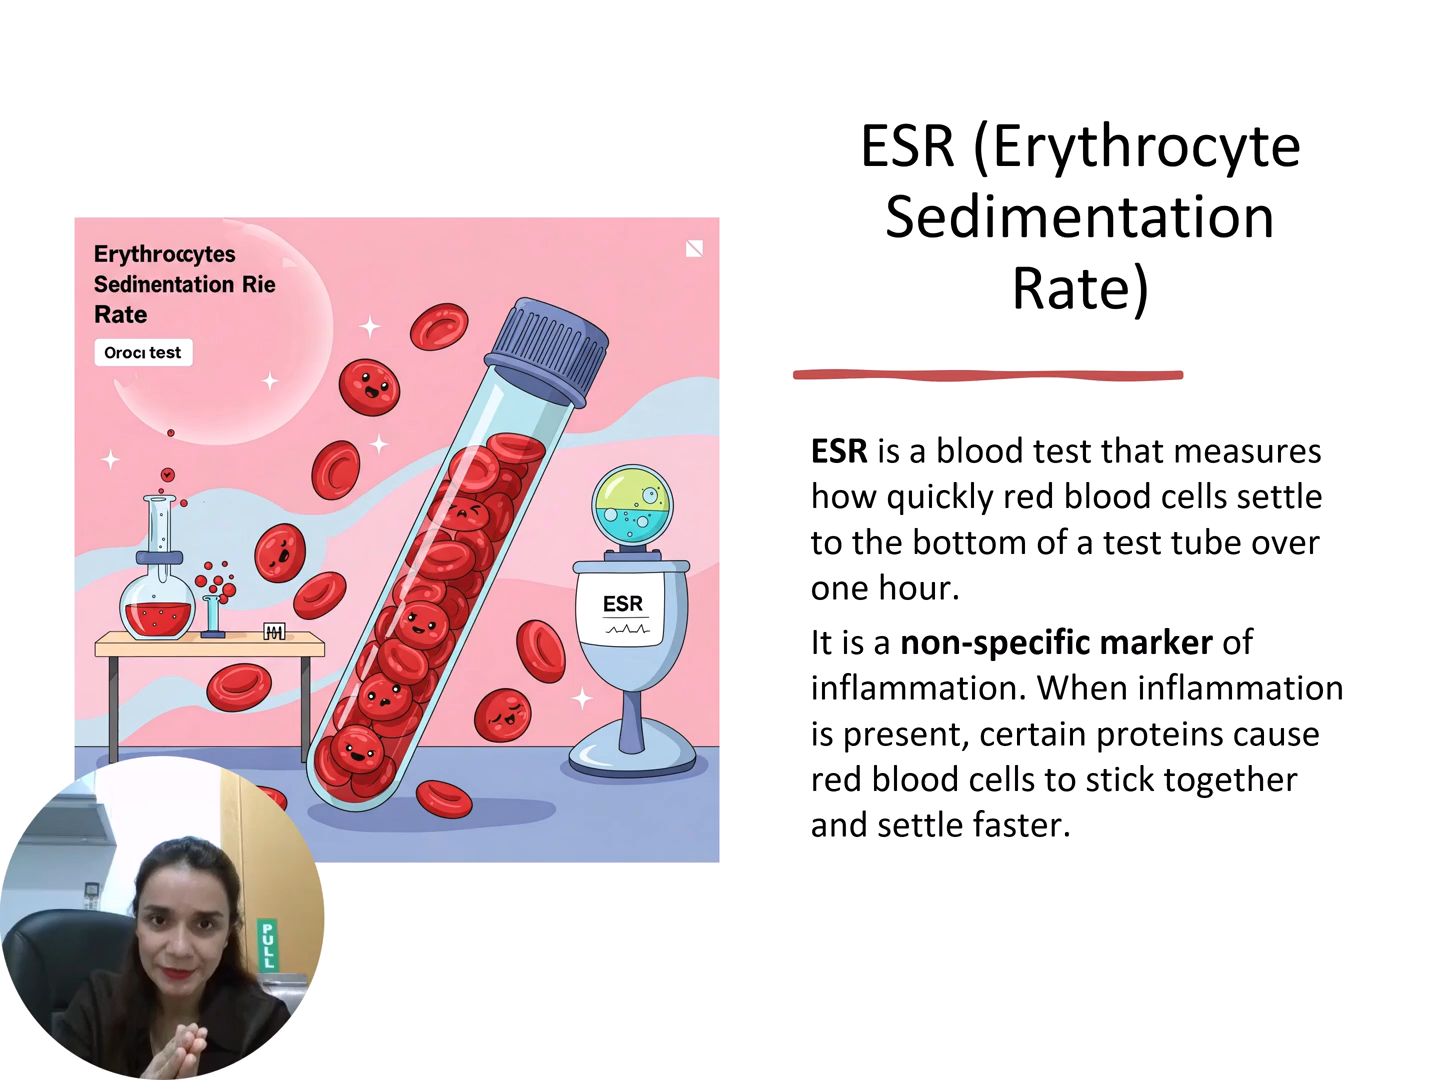 ESR (Erythrocyte
Sedimentation
Rate)
Erythroccytes
Sedinentation Rie
Rate
test
ESR
ESR is a blood test that measures
how quickly red blood cells settle
to the bottom of a test tube over
one hour.
It is a non-specific marker of
inflammation. When inflammation
is present, certain proteins cause
red blood cells to stick together
and settle faster.
PULL